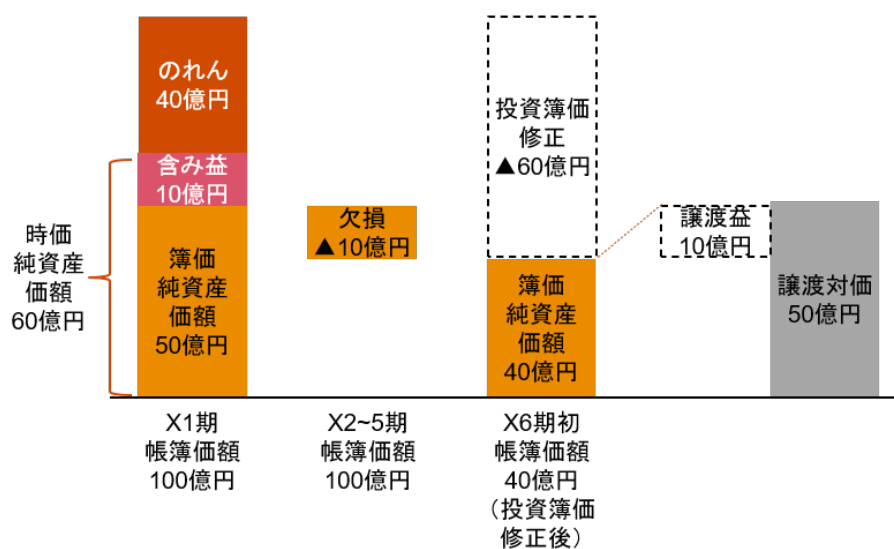 のれん
40億円
含み益
10億円
時価
純資産
価額
60億円
簿価
純資産
価額
50億円
欠損
▲10億円
投資簿価
修正
▲60億円
簿価
純資産
価額
40億円
譲渡益
10億円
譲渡対価
50億円
X1期
帳簿価額
100億円
X2~5期
帳簿価額
100億円
X6期初
帳簿価額
40億円
（投資簿価
修正後）